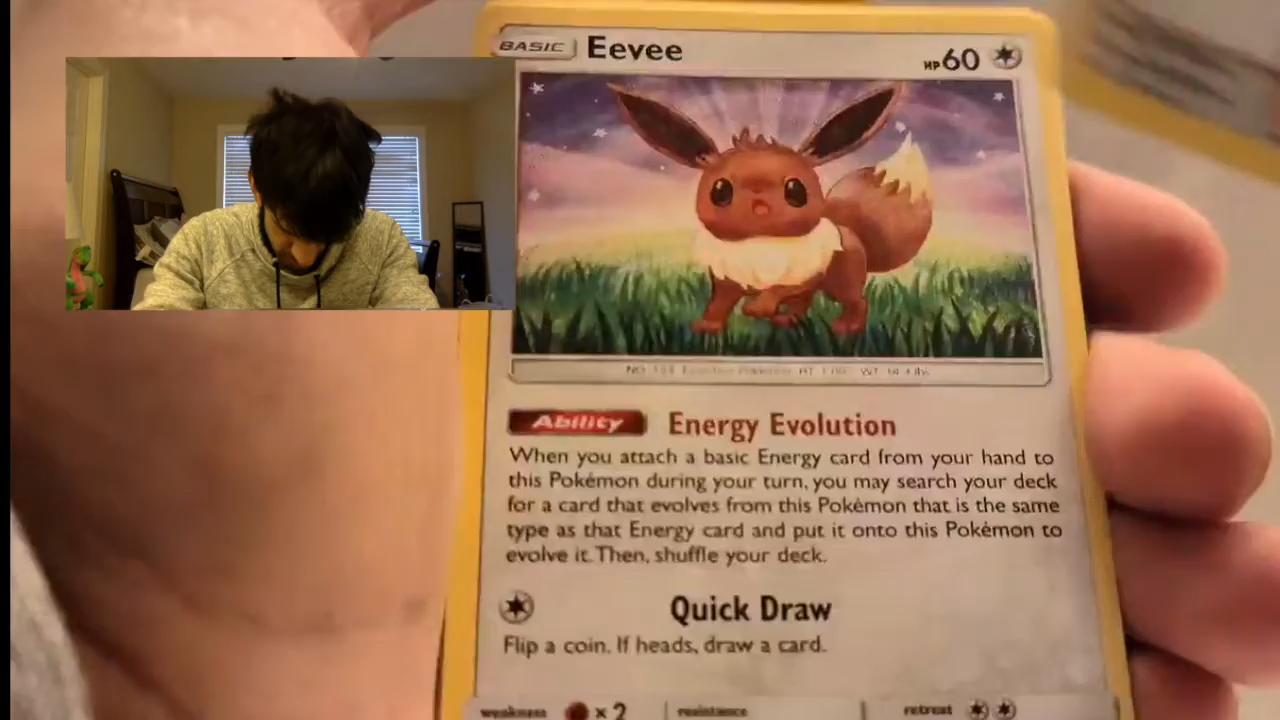 BASIC Eevee HP60
Ability Energy Evolution
When you attach a basic Energy card from your hand to
this Pokémon during your turn, you may search your deck
for a card that evolves from this Pokémon that is the same
type as that Energy card and put it onto this Pokémon to
evolve it. Then, shuffle your deck.
Quick Draw
Flip a coin. If heads, draw a card.
weakness ×2 resistance retreat